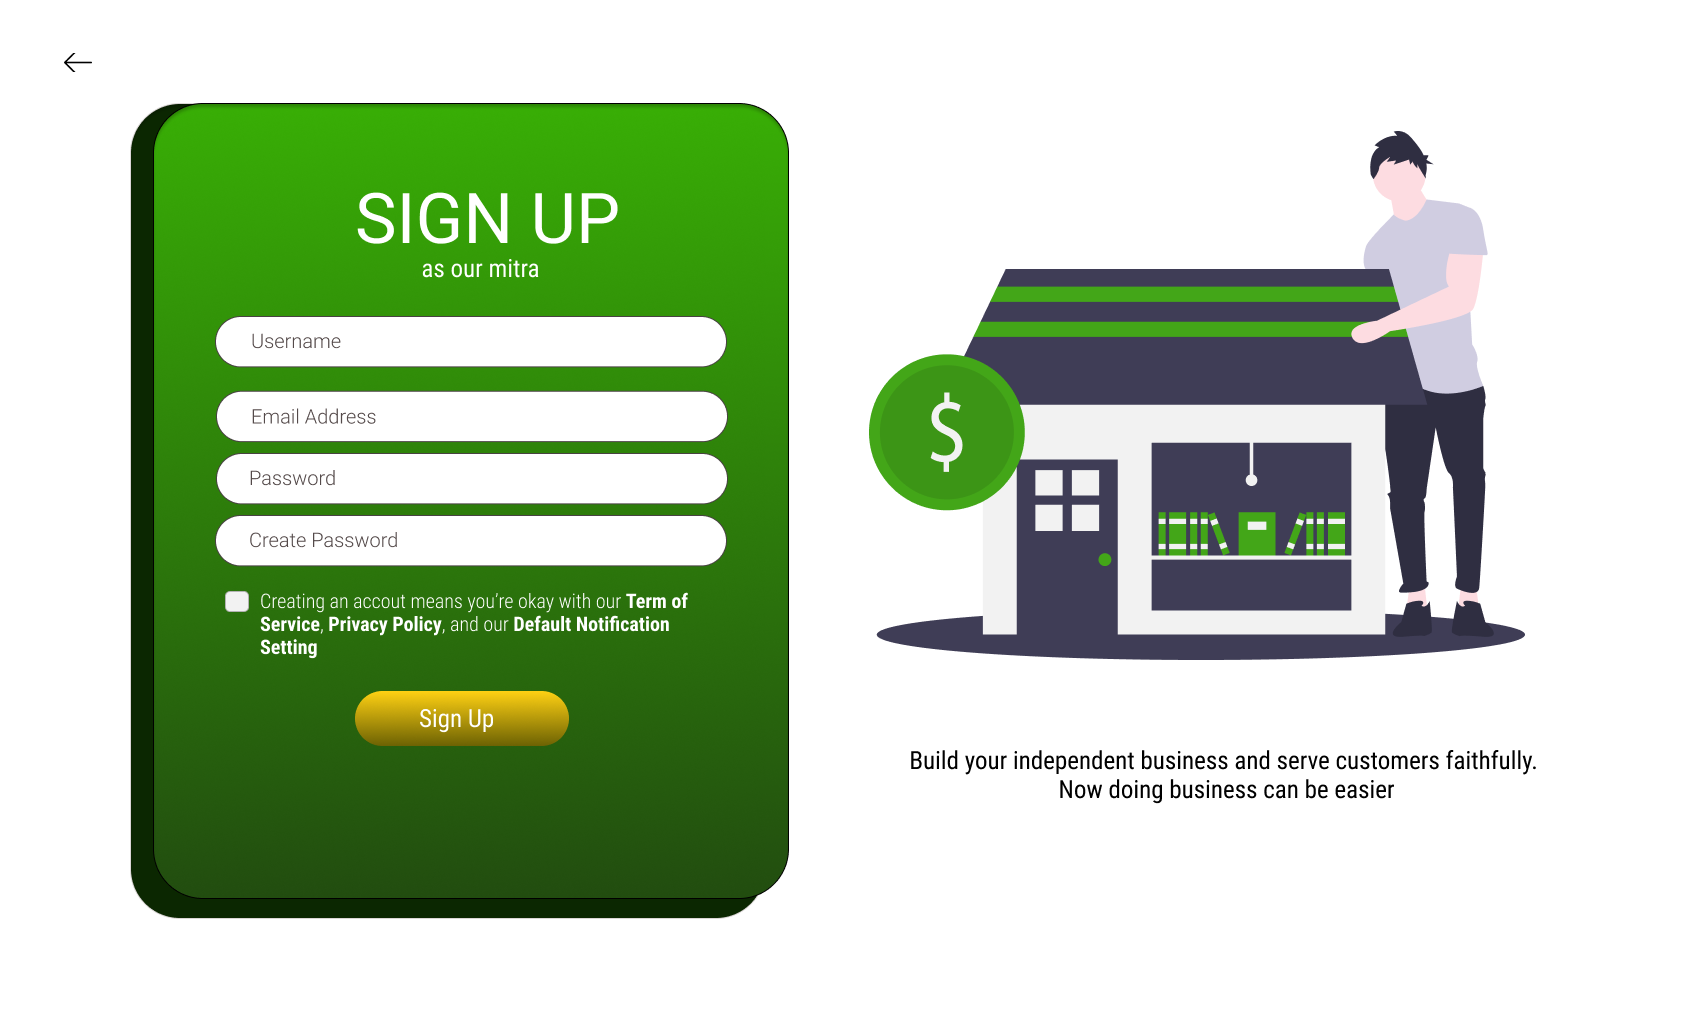 SIGN UP
as our mitra
Username
Email Address
Password
Create Password
Creating an accout means you're okay with our Term of
Service, Privacy Policy, and our Default Notification
Setting
Sign Up
$
Build your independent business and serve customers faithfully.
Now doing business can be easier